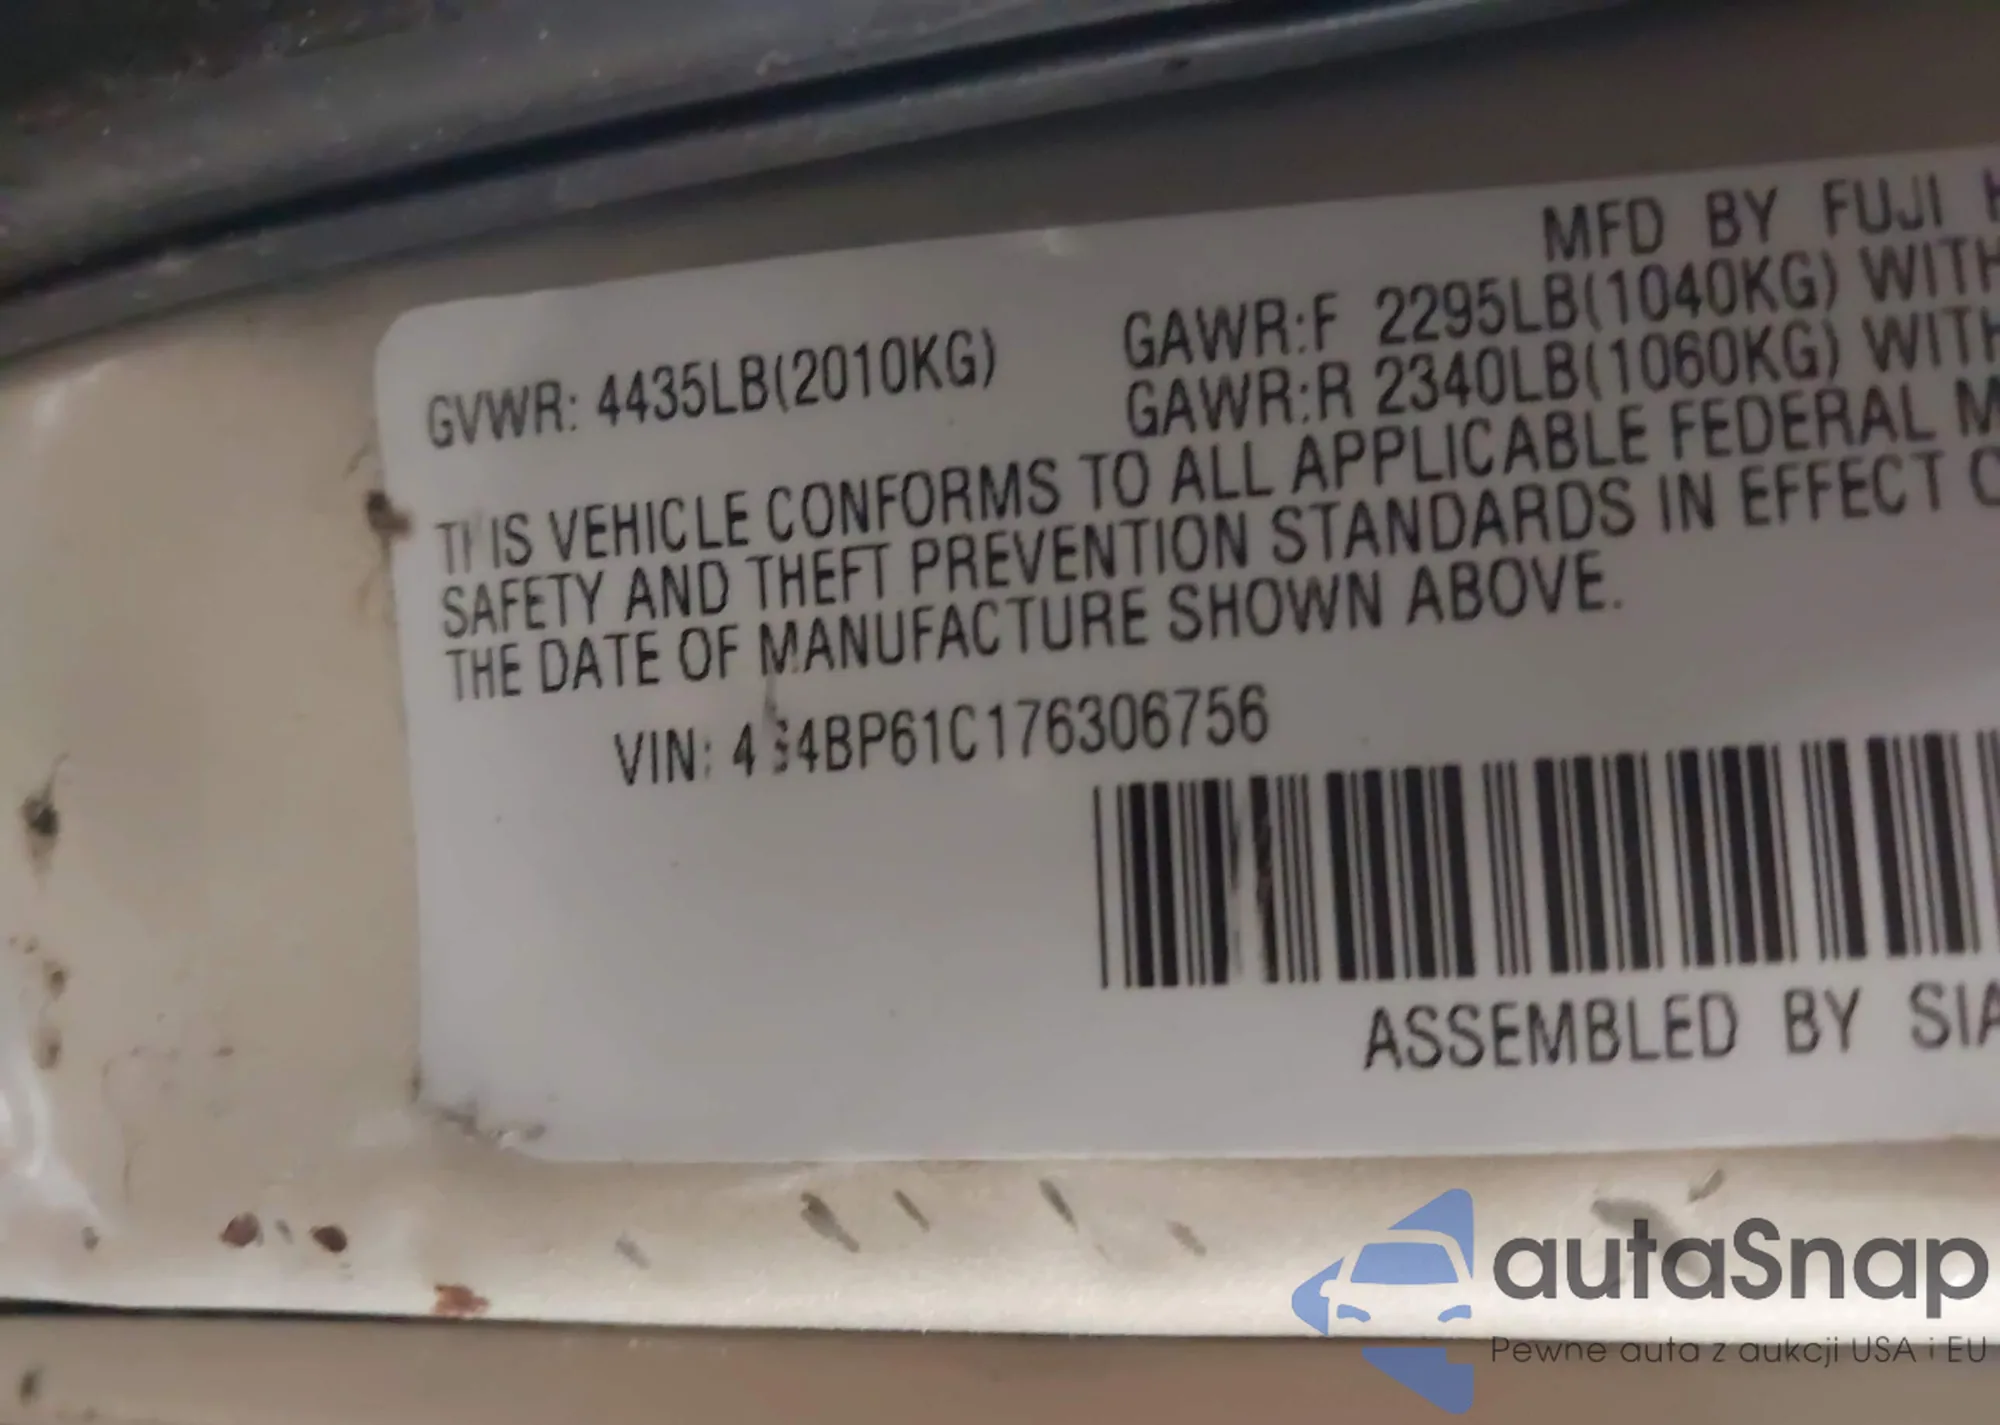 MFD BY FUJI H
GVWR: 4435LB(2010KG) GAWR:F 2295LB(1040KG) WITH
GAWR:R 2340LB(1060KG) WITH
THIS VEHICLE CONFORMS TO ALL APPLICABLE FEDERAL M
SAFETY AND THEFT PREVENTION STANDARDS IN EFFECT O
THE DATE OF MANUFACTURE SHOWN ABOVE.
VIN: 4S4BP61C176306756
ASSEMBLED BY SIA
autaSnap
Pewne auta z aukcji USA i EU